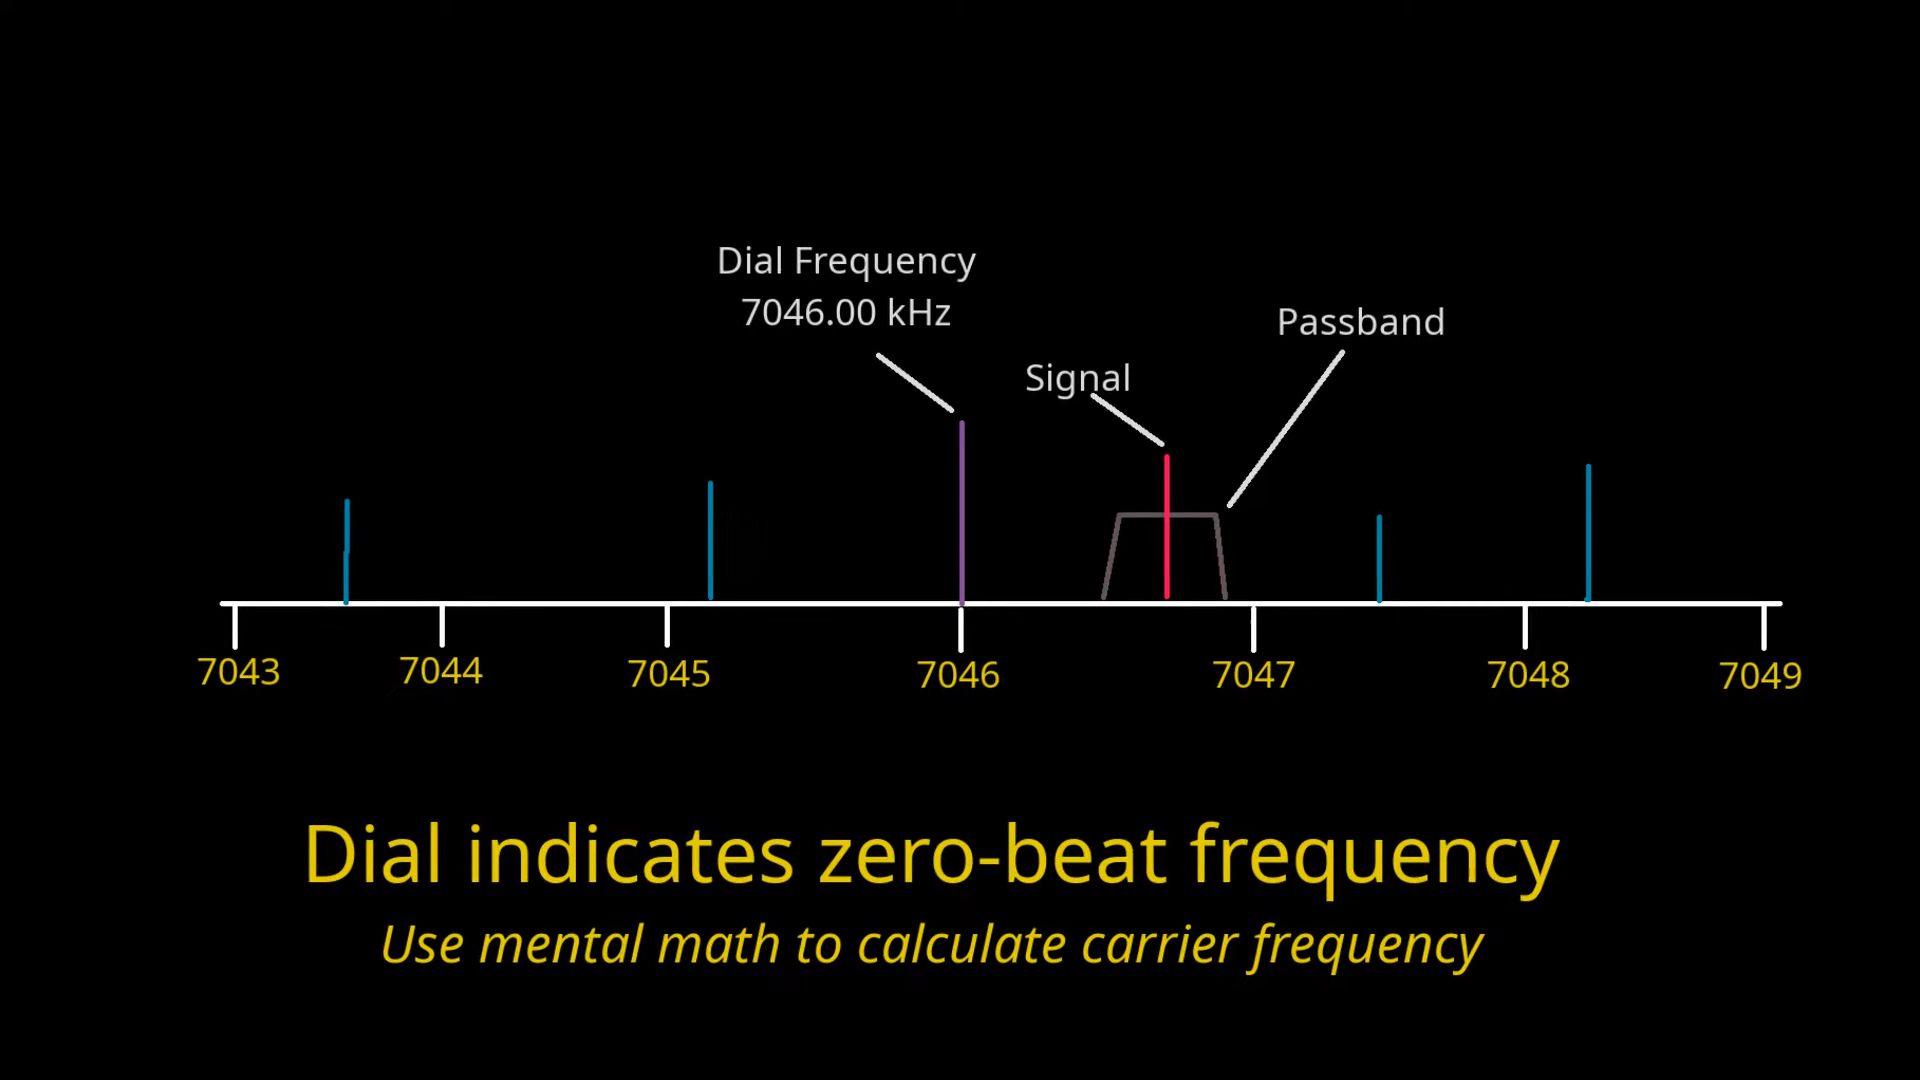 Dial Frequency
7046.00 kHz
Passband
Signal
7043
7044
7045
7046
7047
7048
7049
Dial indicates zero-beat frequency
Use mental math to calculate carrier frequency